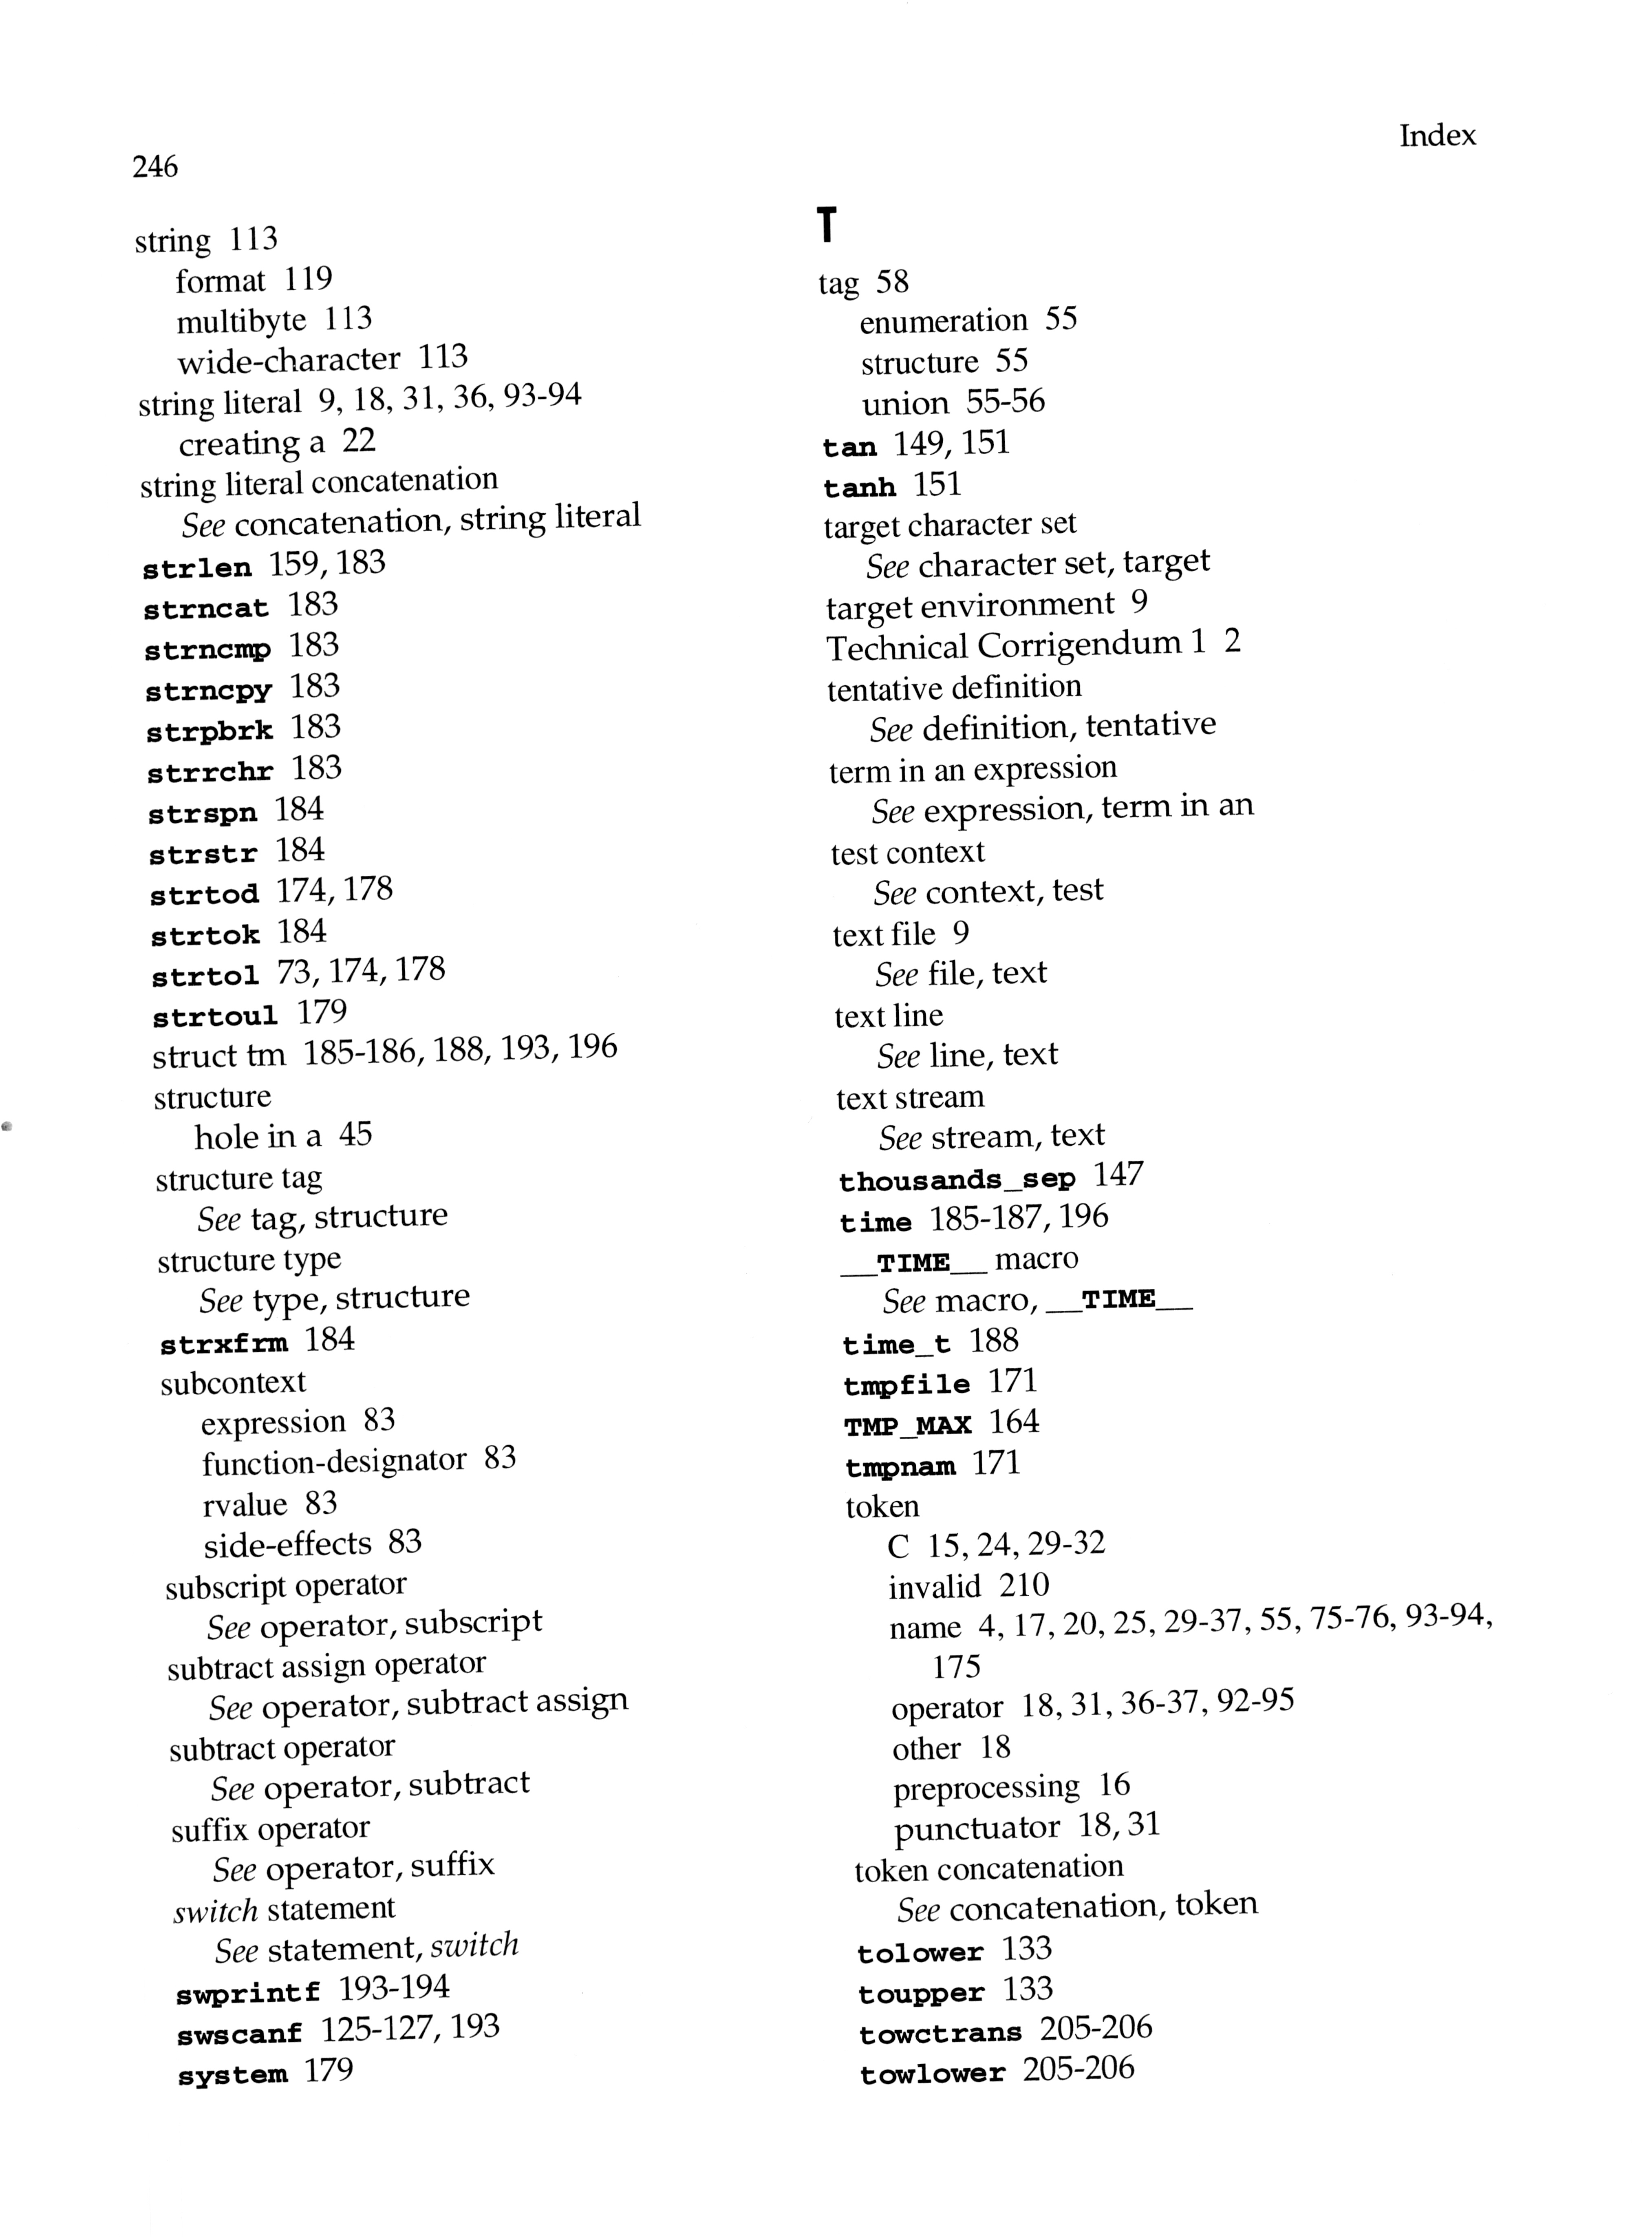 246
Index
string 113
format 119
multibyte 113
wide-character 113
string literal 9, 18, 31, 36, 93-94
creating a 22
string literal concatenation
See concatenation, string literal
strlen 159, 183
strncat 183
strncmp 183
strncpy 183
strpbrk 183
strrchr 183
strspn 184
strstr 184
strtod 174, 178
strtok 184
strtol 73, 174, 178
strtoul 179
struct tm 185-186, 188, 193, 196
structure
hole in a 45
structure tag
See tag, structure
structure type
See type, structure
strxfrm 184
subcontext
expression 83
function-designator 83
rvalue 83
side-effects 83
subscript operator
See operator, subscript
subtract assign operator
See operator, subtract assign
subtract operator
See operator, subtract
suffix operator
See operator, suffix
switch statement
See statement, switch
swprintf 193-194
swscanf 125-127, 193
system 179
T
tag 58
enumeration 55
structure 55
union 55-56
tan 149, 151
tanh 151
target character set
See character set, target
target environment 9
Technical Corrigendum 1 2
tentative definition
See definition, tentative
term in an expression
See expression, term in an
test context
See context, test
text file 9
See file, text
text line
See line, text
text stream
See stream, text
thousands_sep 147
time 185-187, 196
__TIME__ macro
See macro, __TIME__
time_t 188
tmpfile 171
TMP_MAX 164
tmpnam 171
token
C 15, 24, 29-32
invalid 210
name 4, 17, 20, 25, 29-37, 55, 75-76, 93-94,
175
operator 18, 31, 36-37, 92-95
other 18
preprocessing 16
punctuator 18, 31
token concatenation
See concatenation, token
tolower 133
toupper 133
towctrans 205-206
towlower 205-206